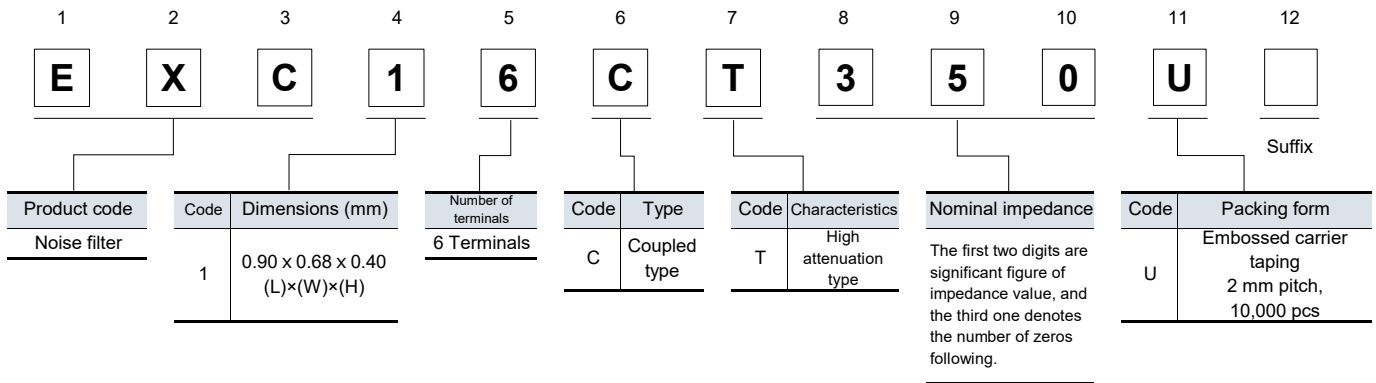 1 2 3 4 5 6 7 8 9 10 11 12
E X C 1 6 C T 3 5 0 U
Suffix
Product code
Noise filter
Code Dimensions (mm)
1
0.90 x 0.68 x 0.40
(L)×(W)×(H)
Number of
terminals
6 Terminals
Code Type
C
Coupled
type
Code Characteristics
T
High
attenuation
type
Nominal impedance
The first two digits are
significant figure of
impedance value, and
the third one denotes
the number of zeros
following.
Code Packing form
U
Embossed carrier
taping
2 mm pitch,
10,000 pcs